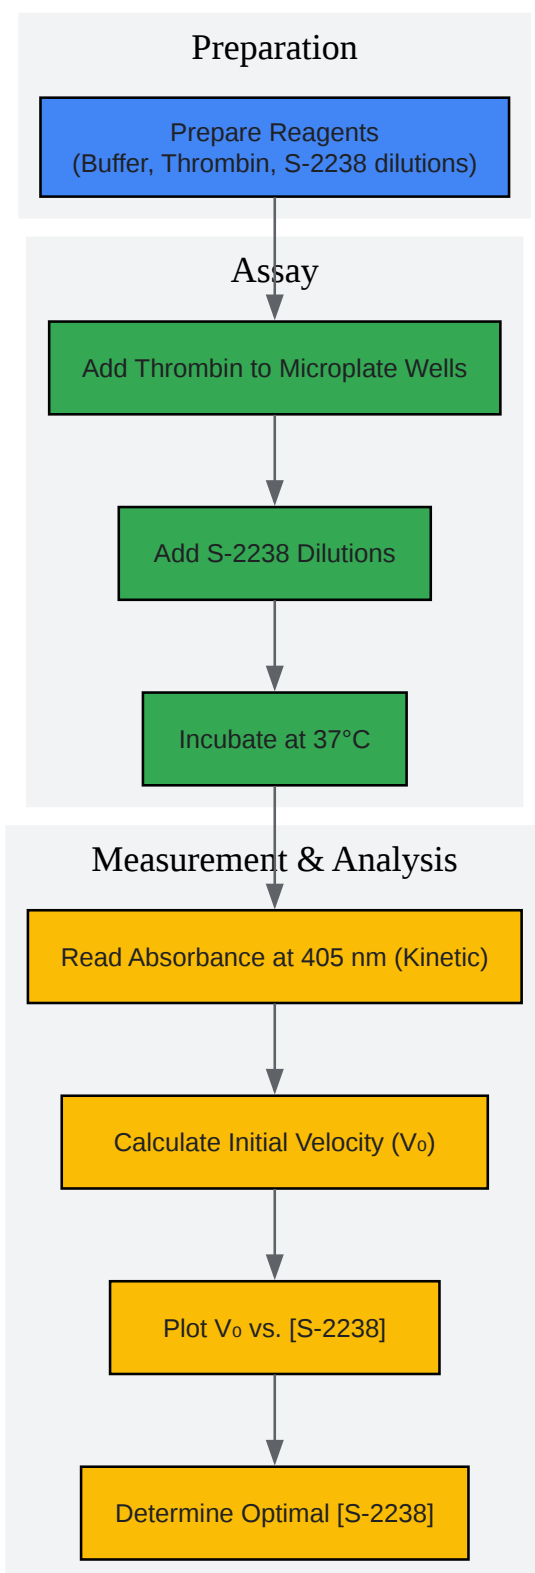 Preparation
Prepare Reagents
(Buffer, Thrombin, S-2238 dilutions)
Assay
Add Thrombin to Microplate Wells
Add S-2238 Dilutions
Incubate at 37°C
Measurement & Analysis
Read Absorbance at 405 nm (Kinetic)
Calculate Initial Velocity (V₀)
Plot V₀ vs. [S-2238]
Determine Optimal [S-2238]